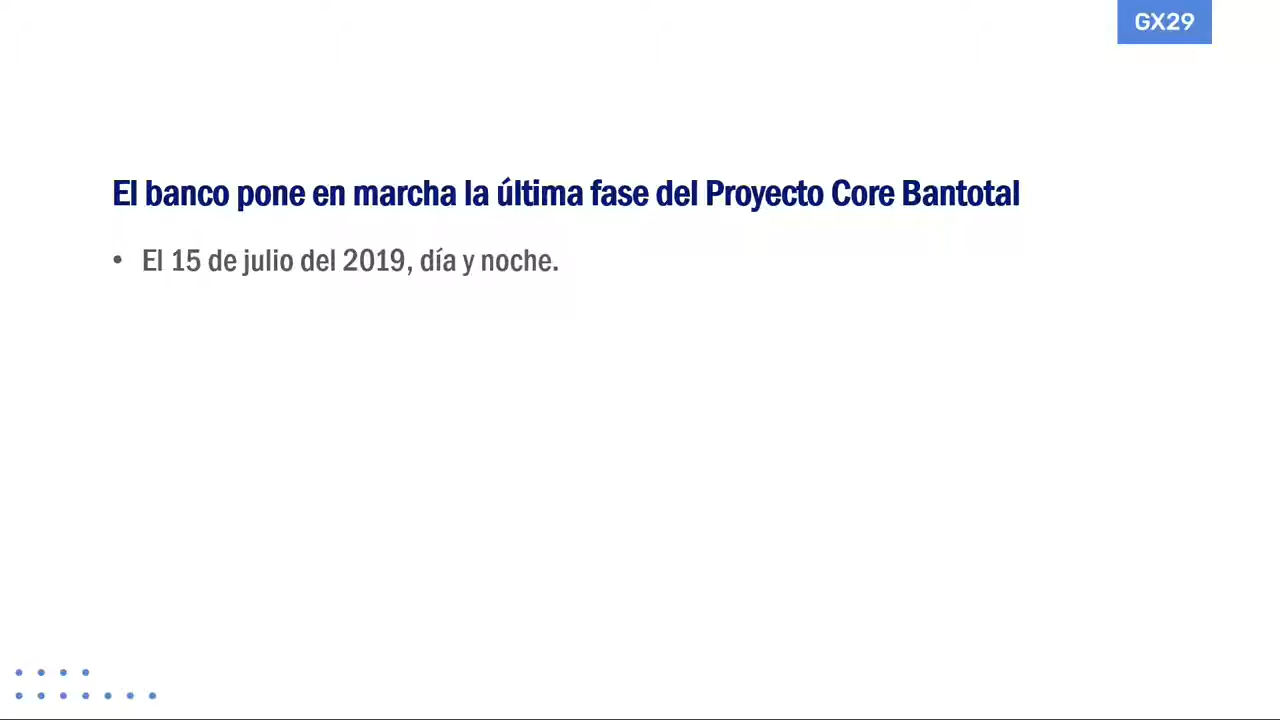 GX29
El banco pone en marcha la última fase del Proyecto Core Bantotal
• El 15 de julio del 2019, día y noche.